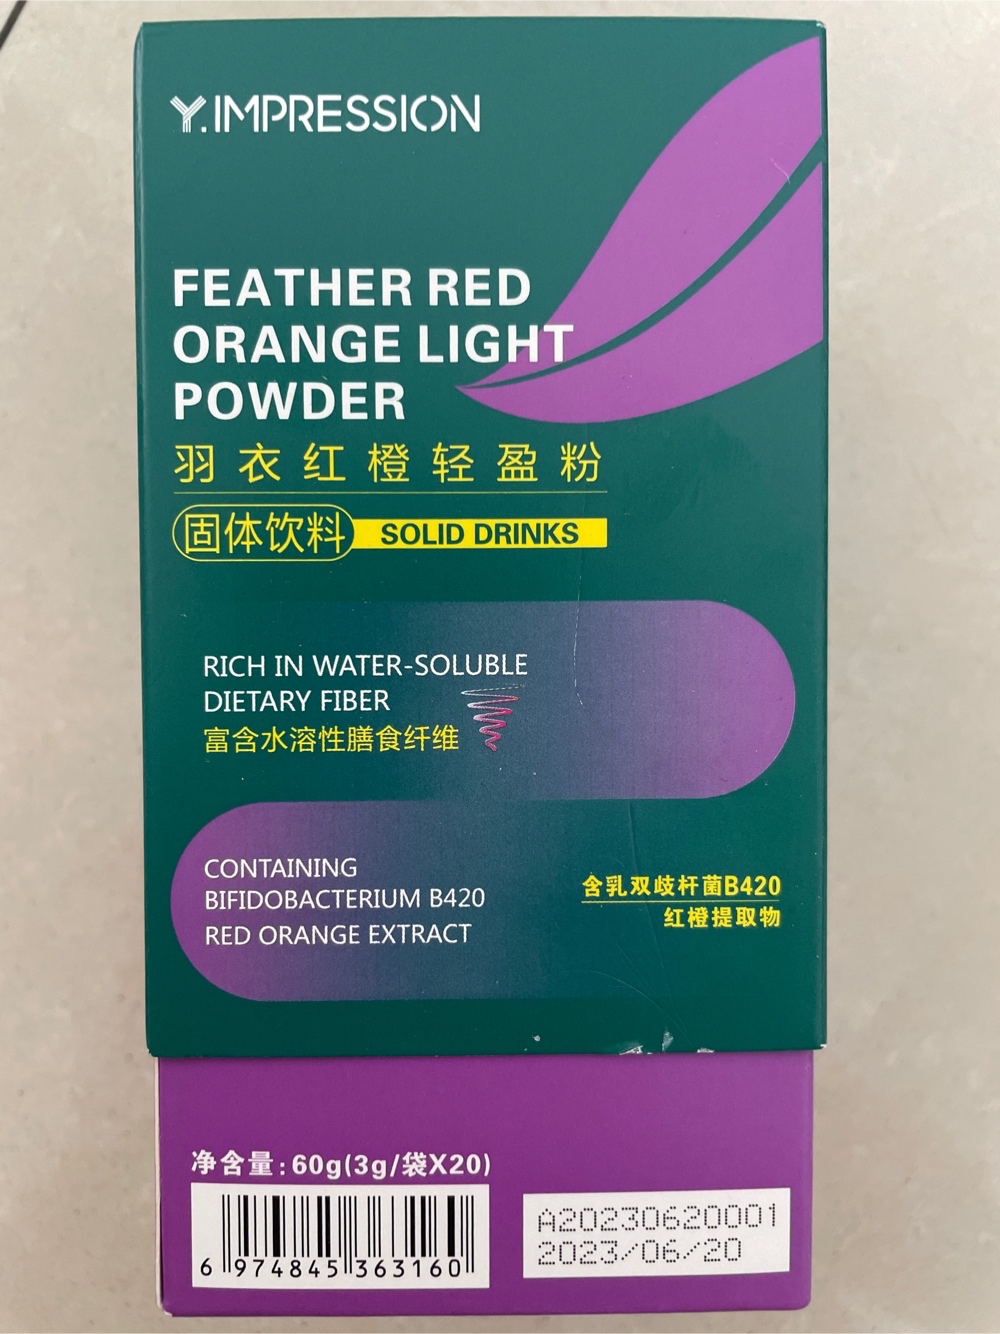 Y.IMPRESSION
FEATHER RED
ORANGE LIGHT
POWDER
羽衣红橙轻盈粉
固体饮料 SOLID DRINKS
RICH IN WATER-SOLUBLE
DIETARY FIBER
富含水溶性膳食纤维
CONTAINING
BIFIDOBACTERIUM B420
RED ORANGE EXTRACT
含乳双歧杆菌B420
红橙提取物
净含量:60g(3g/袋X20)
6 974845 363160
A20230620001
2023/06/20